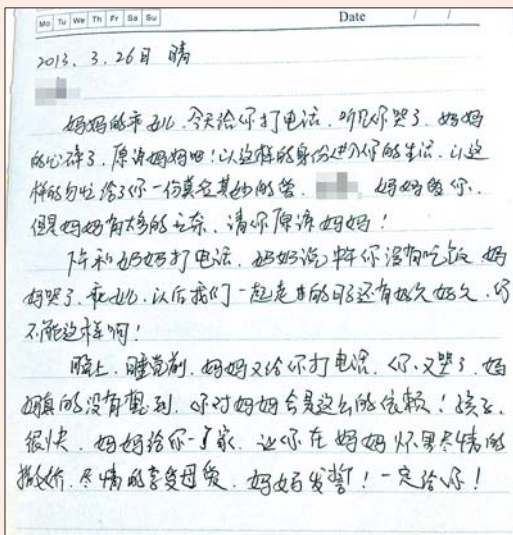 Mo Tu We Th Fr Sa Su Date / /
2013. 3. 26日 晴
妈妈的乖儿,今天给你打电话,听见你哭了,妈妈
的心碎了,原谅妈妈吧!以这样的身份进入你的生活,以这
样的方式给了你一份莫名其妙的爱。妈妈爱你,
但是妈妈有太多的无奈,请你原谅妈妈!
下午和奶奶打电话,奶奶说中午你没有吃饭,妈
妈哭了,乖儿,以后我们一起走的日子还有好久好久,你
不能这样啊!
晚上,睡觉前,妈妈又给你打电话,你又哭了,妈
妈真的没有想到,你对妈妈会是这么的依赖!孩子,
很快,妈妈给你一个家,让你在妈妈怀里尽情的
撒娇,尽情的享受母爱,妈妈发誓!一定给你!